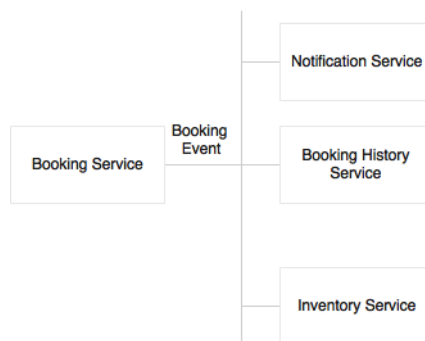 Notification Service
Booking
Event
Booking Service
Booking History
Service
Inventory Service